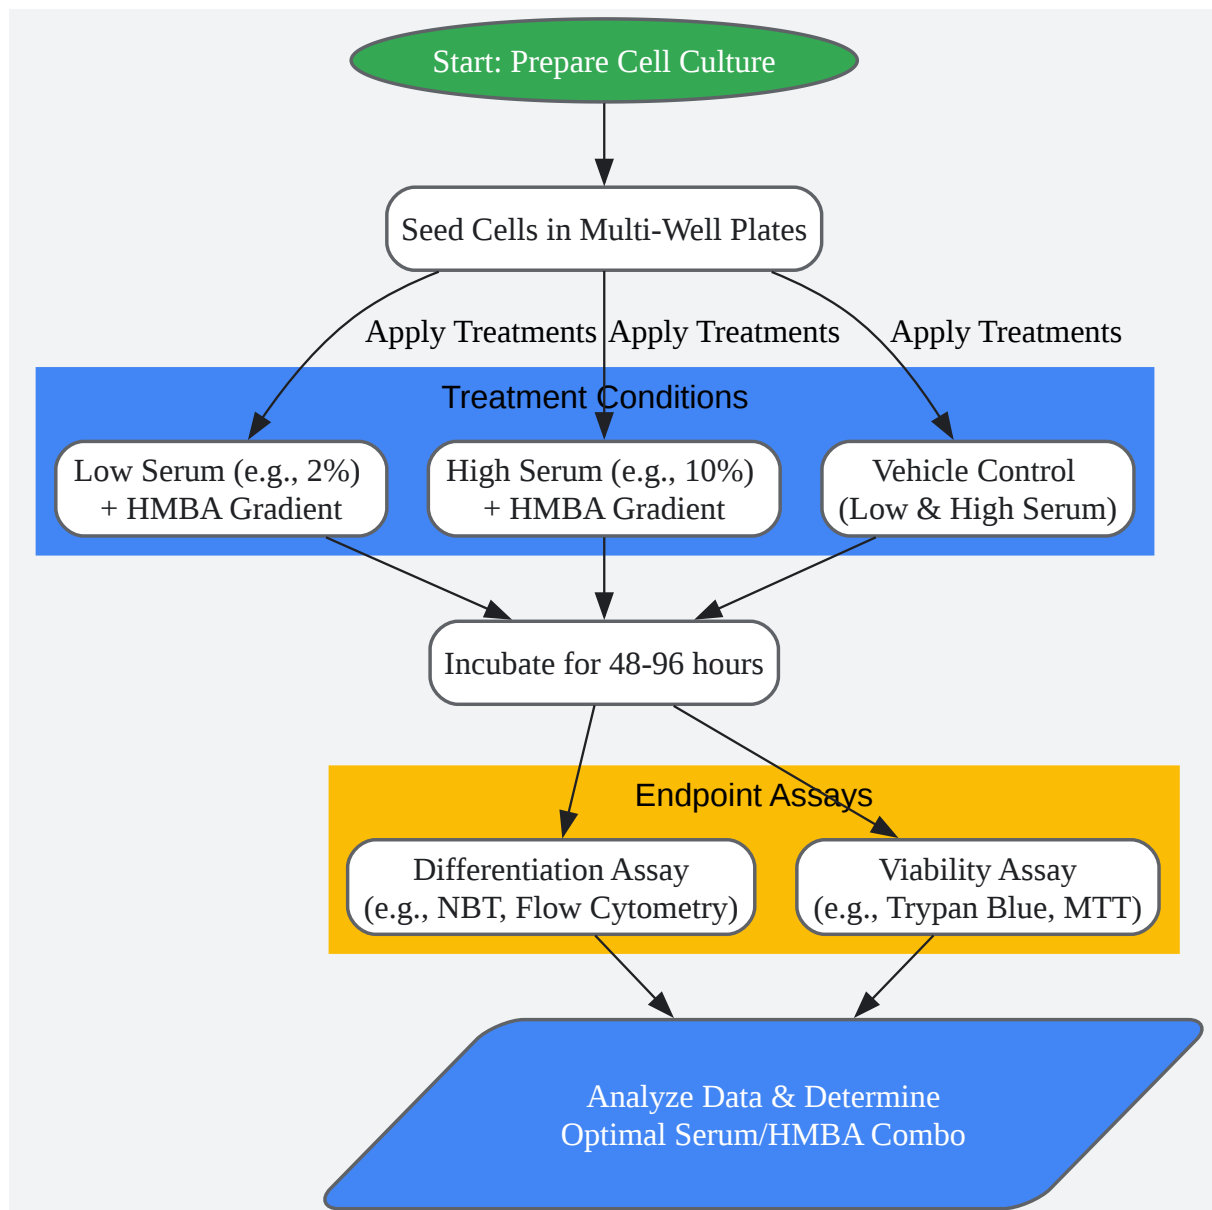 Start: Prepare Cell Culture
Seed Cells in Multi-Well Plates
Apply Treatments
Apply Treatments
Apply Treatments
Treatment Conditions
Low Serum (e.g., 2%)
+ HMBA Gradient
High Serum (e.g., 10%)
+ HMBA Gradient
Vehicle Control
(Low & High Serum)
Incubate for 48-96 hours
Endpoint Assays
Differentiation Assay
(e.g., NBT, Flow Cytometry)
Viability Assay
(e.g., Trypan Blue, MTT)
Analyze Data & Determine
Optimal Serum/HMBA Combo